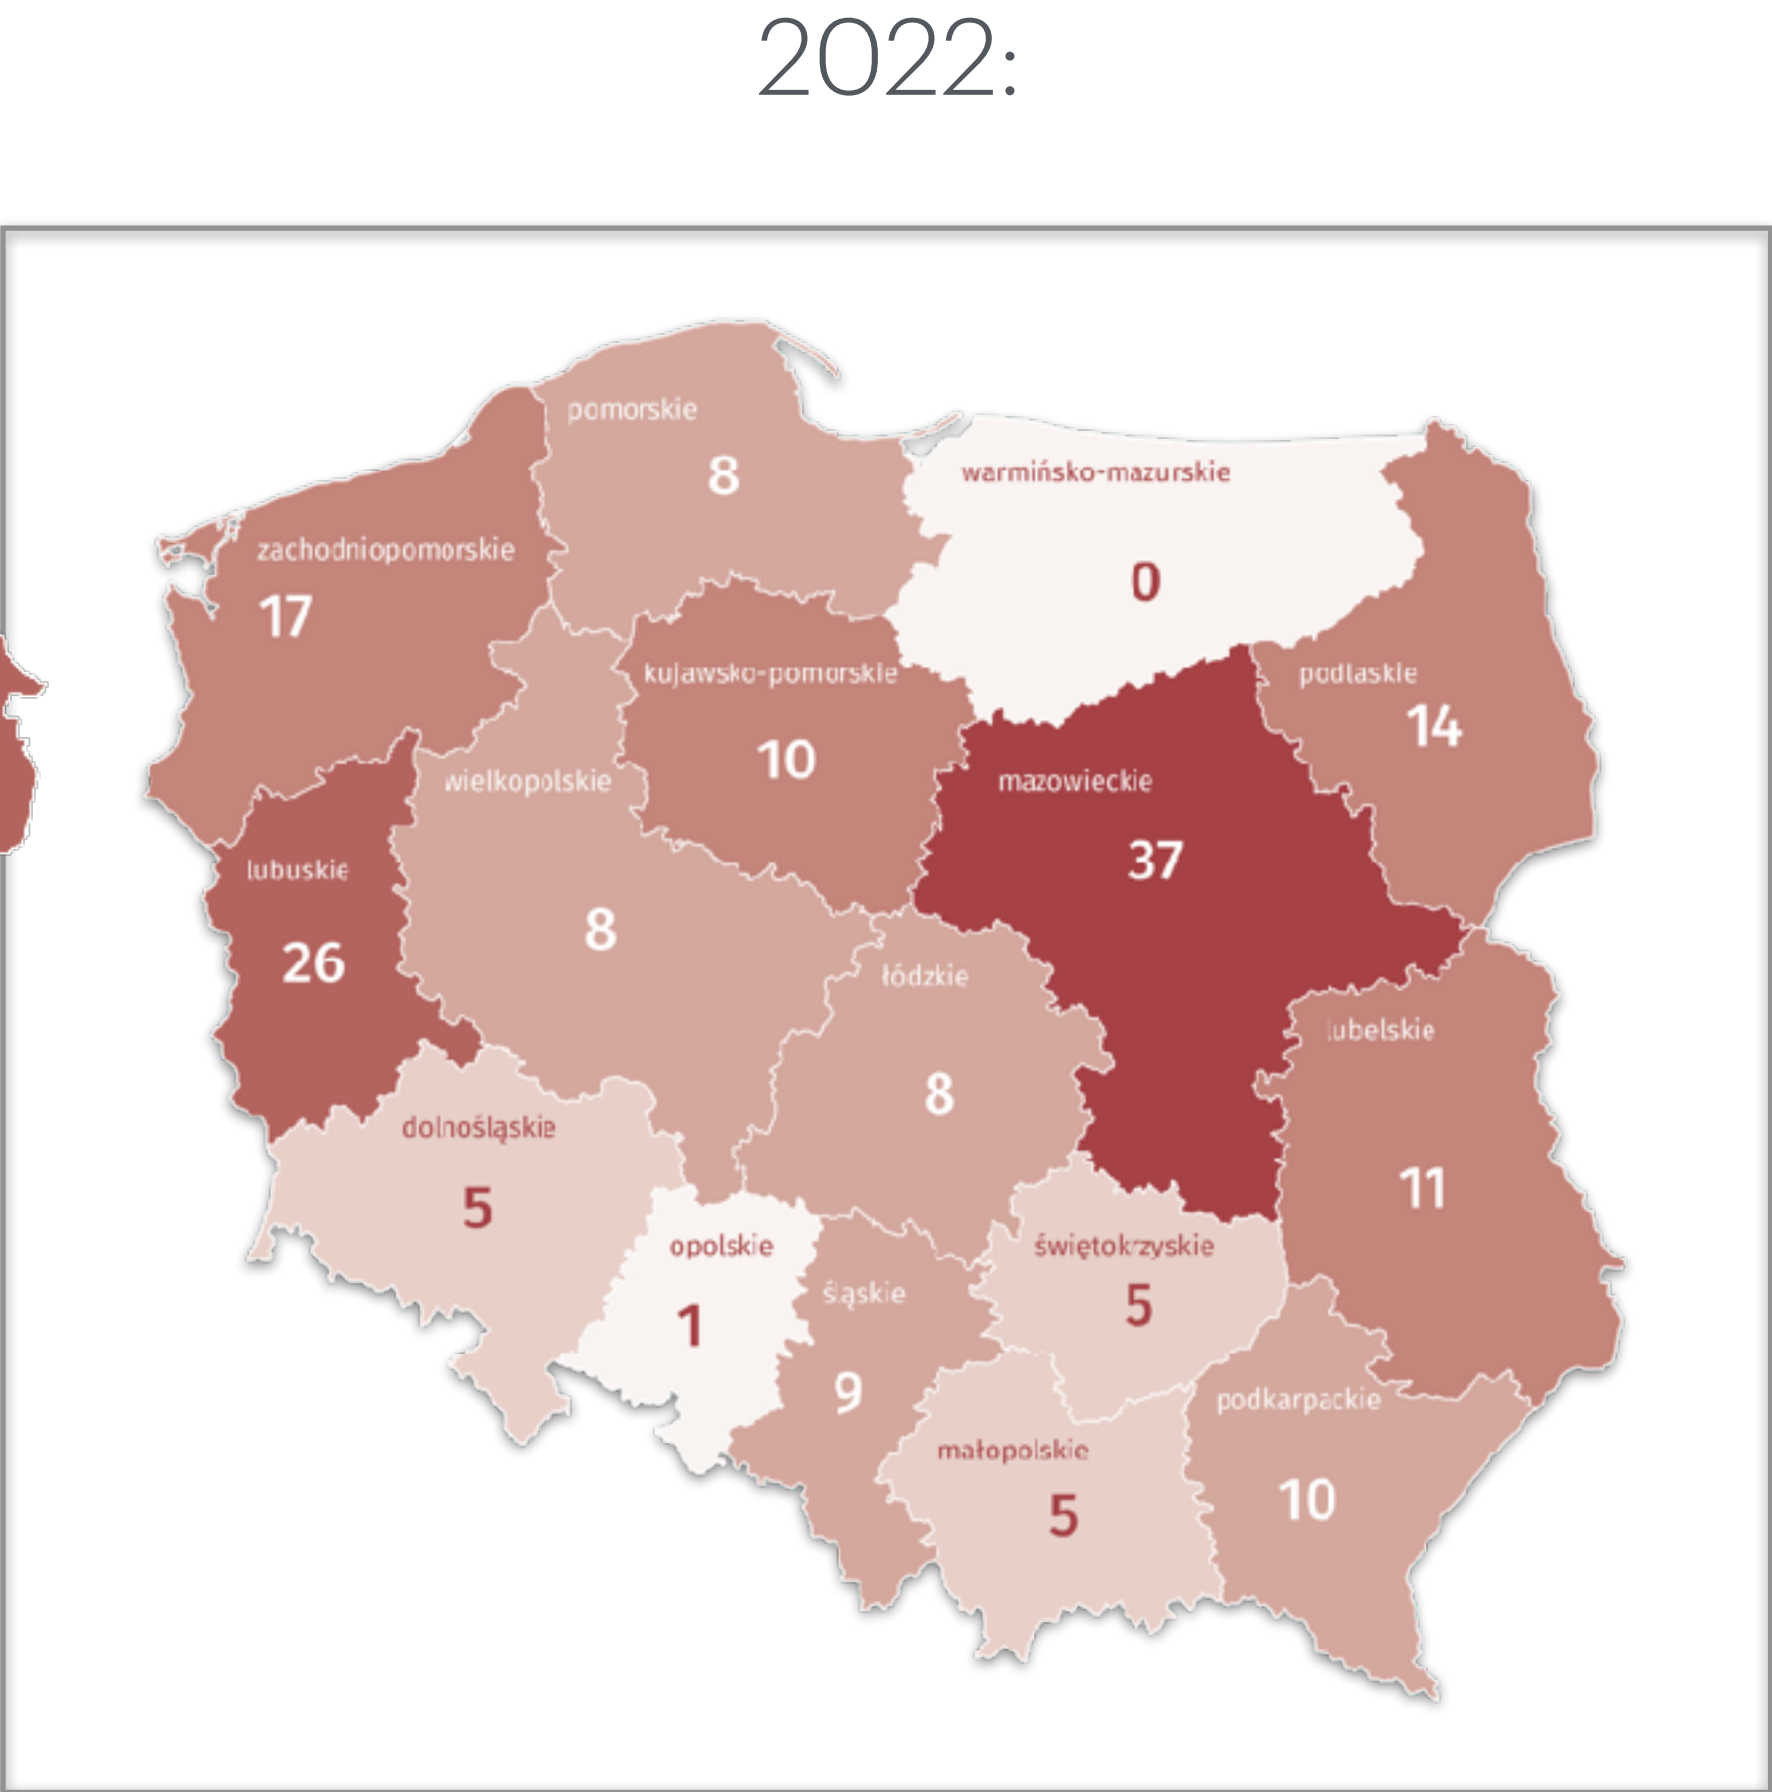 2022:
pomorskie
8
warmińsko-mazurskie
0
zachodniopomorskie
17
kujawsko-pomorskie
10
podlaskie
14
wielkopolskie
8
mazowieckie
37
lubuskie
26
łódzkie
8
lubelskie
11
dolnośląskie
5
opolskie
1
śląskie
9
świętokrzyskie
5
podkarpackie
10
małopolskie
5